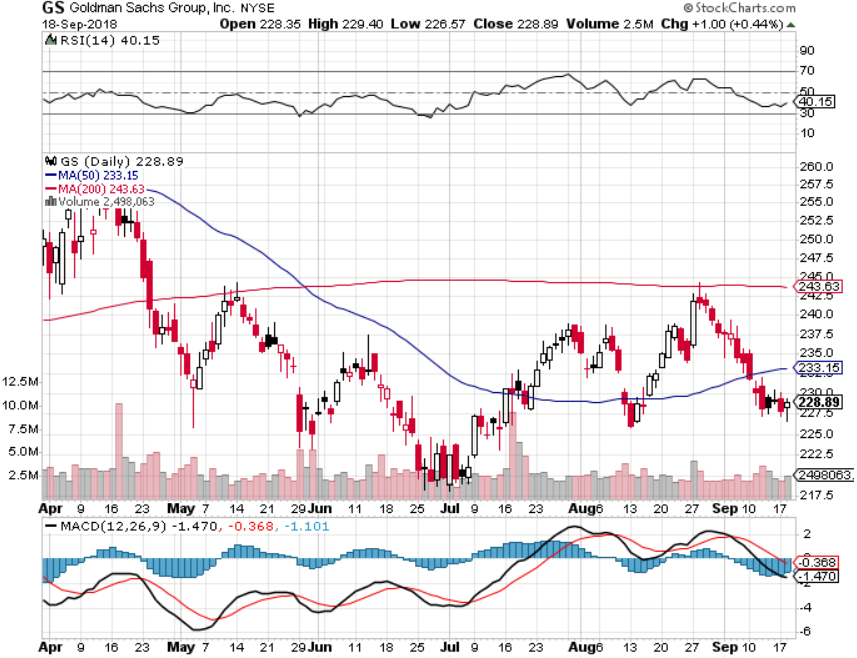 GS Goldman Sachs Group, Inc. NYSE © StockCharts.com
18-Sep-2018 Open 228.35 High 229.40 Low 226.57 Close 228.89 Volume 2.5M Chg +1.00 (+0.44%)
RSI(14) 40.15
90
70
50
40.15
30
10
GS (Daily) 228.89
MA(50) 233.15
MA(200) 243.63
Volume 2,498,063
260.0
257.5
255.0
252.5
250.0
247.5
245.0
243.63
242.5
240.0
237.5
235.0
233.15
232.5
230.0
228.89
227.5
225.0
222.5
2498063.
217.5
12.5M
10.0M
7.5M
5.0M
2.5M
Apr 9 16 23 May 7 14 21 29 Jun 11 18 25 Jul 9 16 23 Aug 6 13 20 27 Sep 10 17
MACD(12,26,9) -1.470, -0.368, -1.101
2
0
-0.368
-1.470
-2
-4
-6
Apr 9 16 23 May 7 14 21 29 Jun 11 18 25 Jul 9 16 23 Aug 6 13 20 27 Sep 10 17